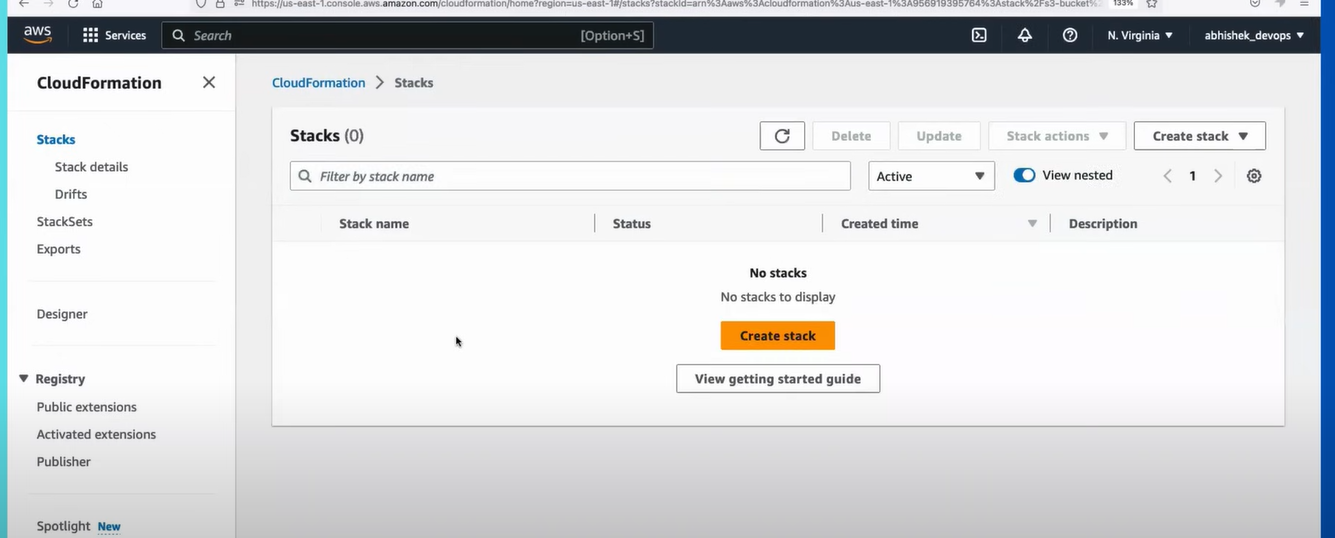 https://us-east-1.console.aws.amazon.com/cloudformation/home?region=us-east-1#/stacks?stackId=arn%3Aaws%3Acloudformation%3Aus-east-1%3A956919395764%3Astack%2Fs3-bucket% 133%
aws Services Search [Option+S] N. Virginia abhishek_devops
CloudFormation
Stacks
Stack details
Drifts
StackSets
Exports
Designer
Registry
Public extensions
Activated extensions
Publisher
Spotlight New
CloudFormation > Stacks
Stacks (0) Delete Update Stack actions Create stack
Filter by stack name Active View nested 1
Stack name Status Created time Description
No stacks
No stacks to display
Create stack
View getting started guide